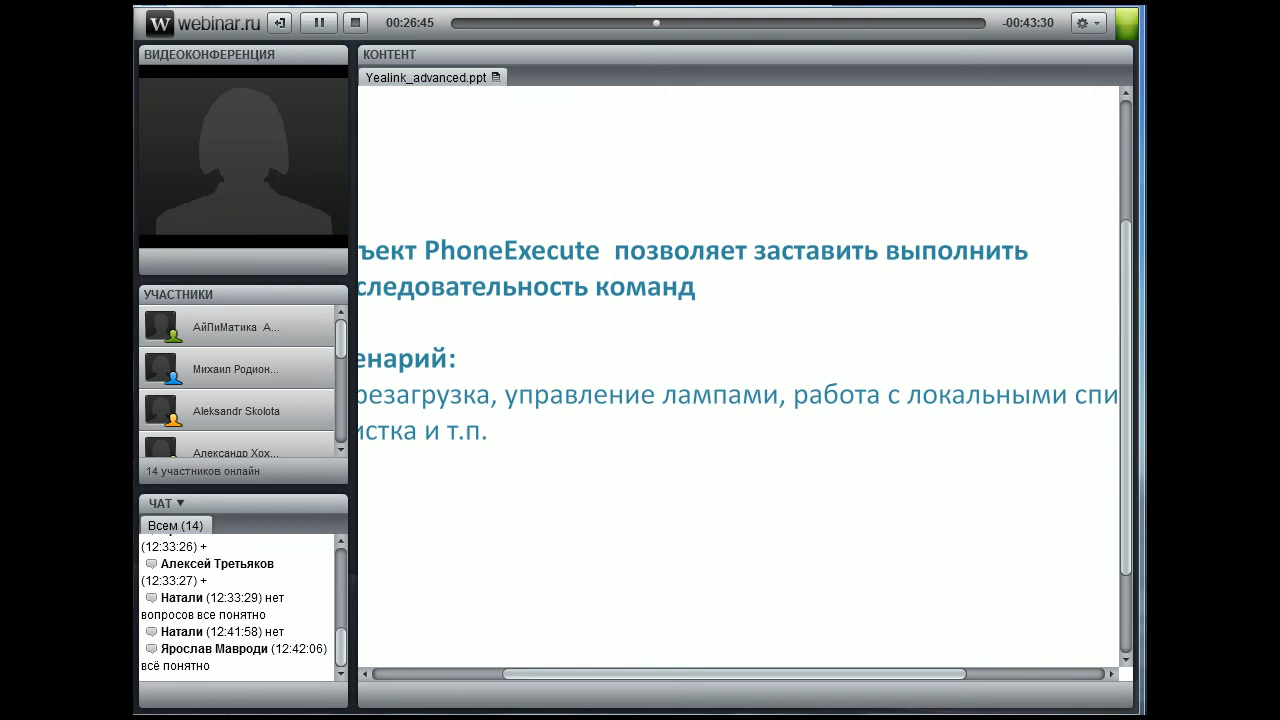 W webinar.ru
00:26:45
-00:43:30
ВИДЕОКОНФЕРЕНЦИЯ
УЧАСТНИКИ
АйПиМатика А...
Михаил Родион...
Aleksandr Skolota
Александр Хох...
14 участников онлайн
ЧАТ
Всем (14)
(12:33:26) +
Алексей Третьяков
(12:33:27) +
Натали (12:33:29) нет
вопросов все понятно
Натали (12:41:58) нет
Ярослав Мавроди (12:42:06)
всё понятно
КОНТЕНТ
Yealink_advanced.ppt
ъект PhoneExecute позволяет заставить выполнить
следовательность команд
енарий:
резагрузка, управление лампами, работа с локальными спи
истка и т.п.